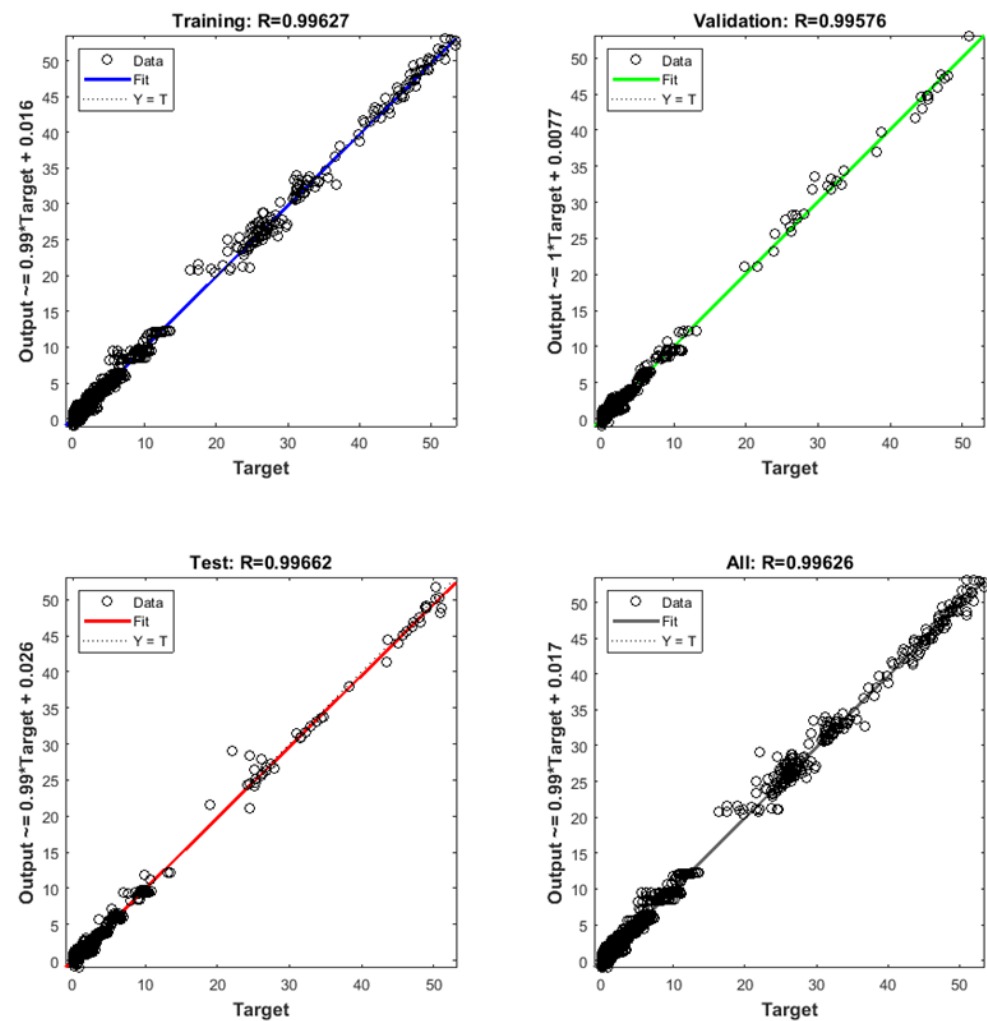 Training: R=0.99627
Output ~= 0.99*Target + 0.016
Data
Fit
Y = T
50
45
40
35
30
25
20
15
10
5
0
0 10 20 30 40 50
Target
Validation: R=0.99576
Output ~= 1*Target + 0.0077
Data
Fit
Y = T
50
45
40
35
30
25
20
15
10
5
0
0 10 20 30 40 50
Target
Test: R=0.99662
Output ~= 0.99*Target + 0.026
Data
Fit
Y = T
50
45
40
35
30
25
20
15
10
5
0
0 10 20 30 40 50
Target
All: R=0.99626
Output ~= 0.99*Target + 0.017
Data
Fit
Y = T
50
45
40
35
30
25
20
15
10
5
0
0 10 20 30 40 50
Target